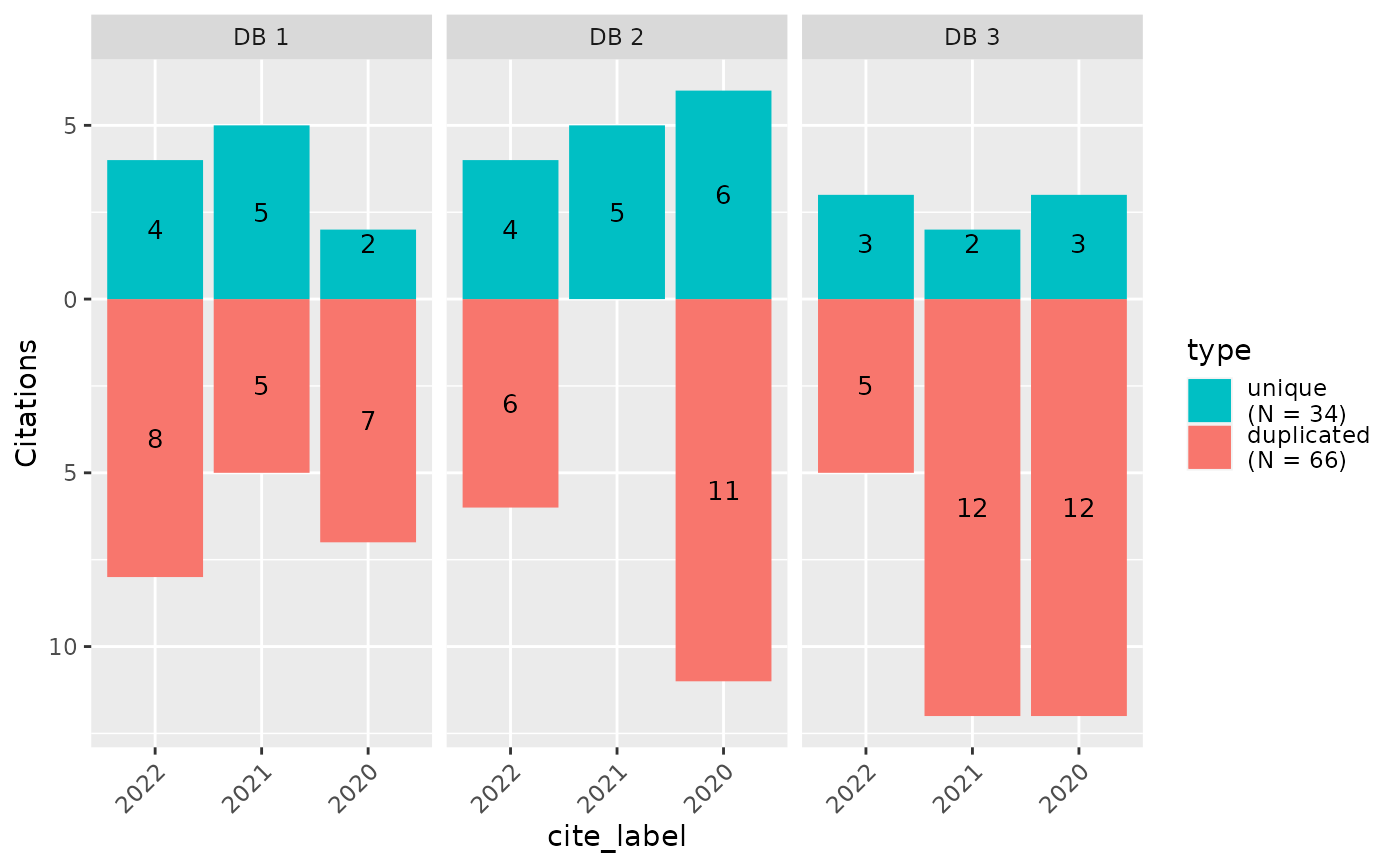 DB 1 DB 2 DB 3
5
4 5 2 4 5 6 3 2 3
0
8 5 7 6 11 5 12 12
5
10
Citations
2022 2021 2020 2022 2021 2020 2022 2021 2020
cite_label
type
unique
(N = 34)
duplicated
(N = 66)